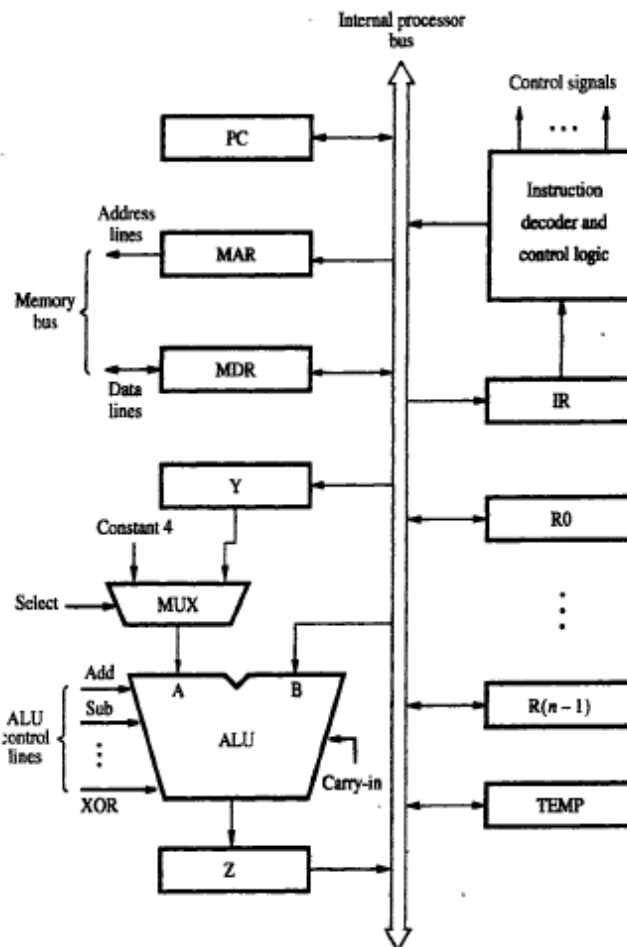 Internal processor
bus
Control signals
...
PC
Instruction
decoder and
control logic
Address
lines
MAR
Memory
bus
MDR
Data
lines
IR
Y
Constant 4
R0
Select
MUX
Add
A
B
R(n − 1)
ALU
control
lines
Sub
ALU
Carry-in
XOR
TEMP
Z